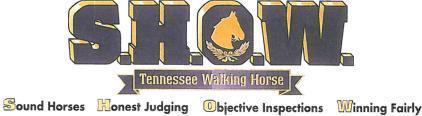 S.H.O.W.
Tennessee Walking Horse
Sound Horses Honest Judging Objective Inspections Winning Fairly